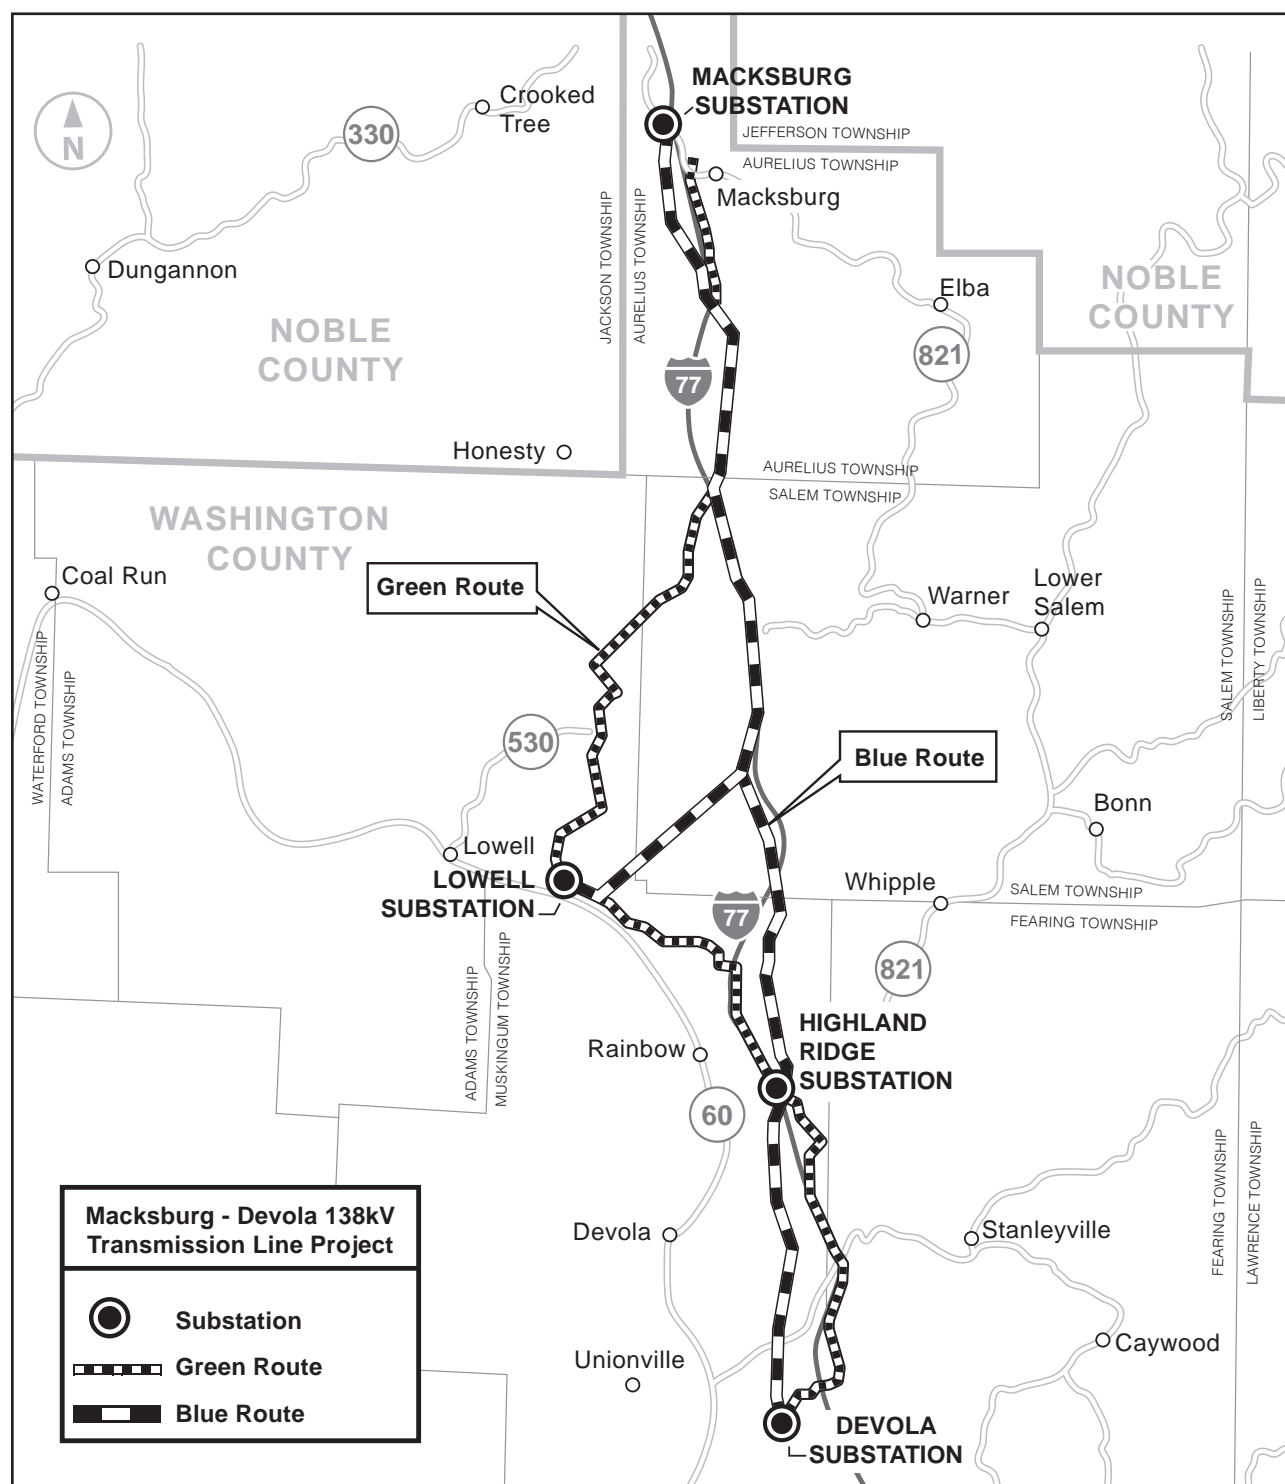 MACKSBURG
SUBSTATION
Crooked
Tree
330
N
JEFFERSON TOWNSHIP
AURELIUS TOWNSHIP
Macksburg
JACKSON TOWNSHIP
AURELIUS TOWNSHIP
Dungannon
NOBLE
COUNTY
Elba
NOBLE
COUNTY
821
77
Honesty
AURELIUS TOWNSHIP
SALEM TOWNSHIP
WASHINGTON
COUNTY
Coal Run
Green Route
Warner
Lower
Salem
SALEM TOWNSHIP
LIBERTY TOWNSHIP
WATERFORD TOWNSHIP
ADAMS TOWNSHIP
530
Blue Route
Bonn
Lowell
LOWELL
SUBSTATION
Whipple
SALEM TOWNSHIP
FEARING TOWNSHIP
77
821
ADAMS TOWNSHIP
MUSKINGUM TOWNSHIP
HIGHLAND
RIDGE
SUBSTATION
Rainbow
60
FEARING TOWNSHIP
LAWRENCE TOWNSHIP
Devola
Stanleyville
Unionville
Caywood
DEVOLA
SUBSTATION
Macksburg - Devola 138kV
Transmission Line Project
Substation
Green Route
Blue Route